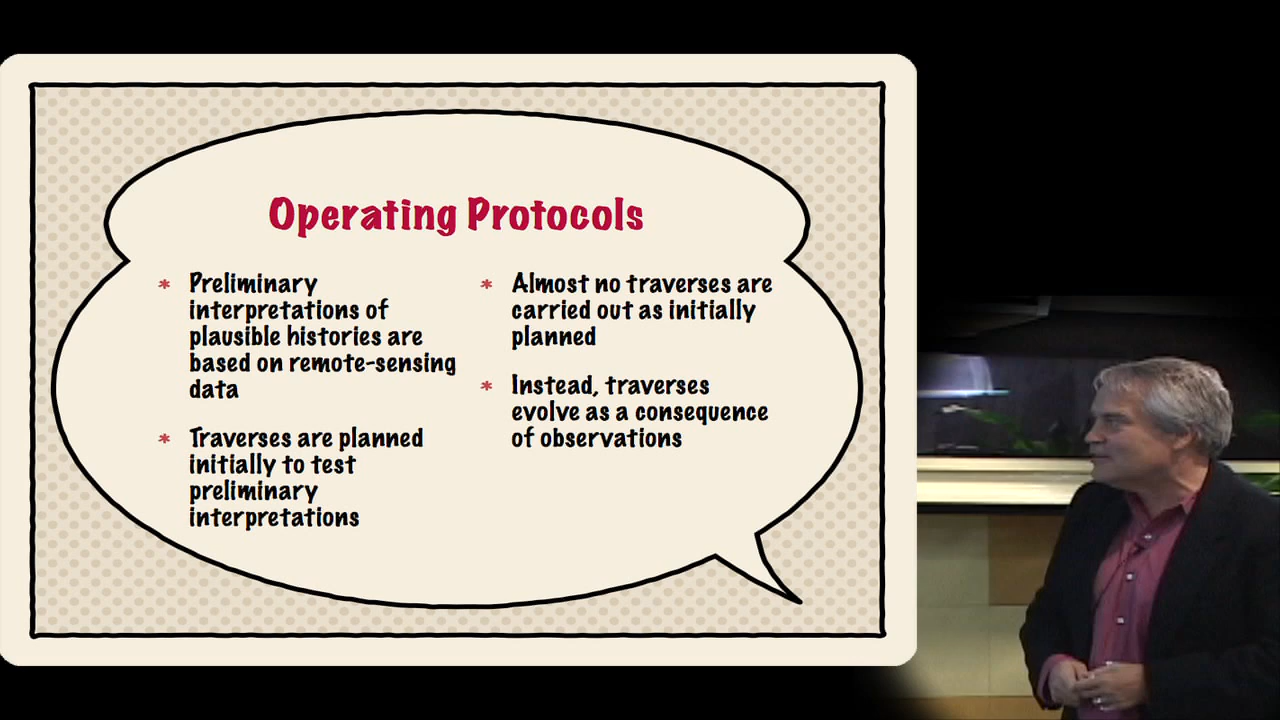 Operating Protocols
* Preliminary
interpretations of
plausible histories are
based on remote-sensing
data
* Traverses are planned
initially to test
preliminary
interpretations
* Almost no traverses are
carried out as initially
planned
* Instead, traverses
evolve as a consequence
of observations